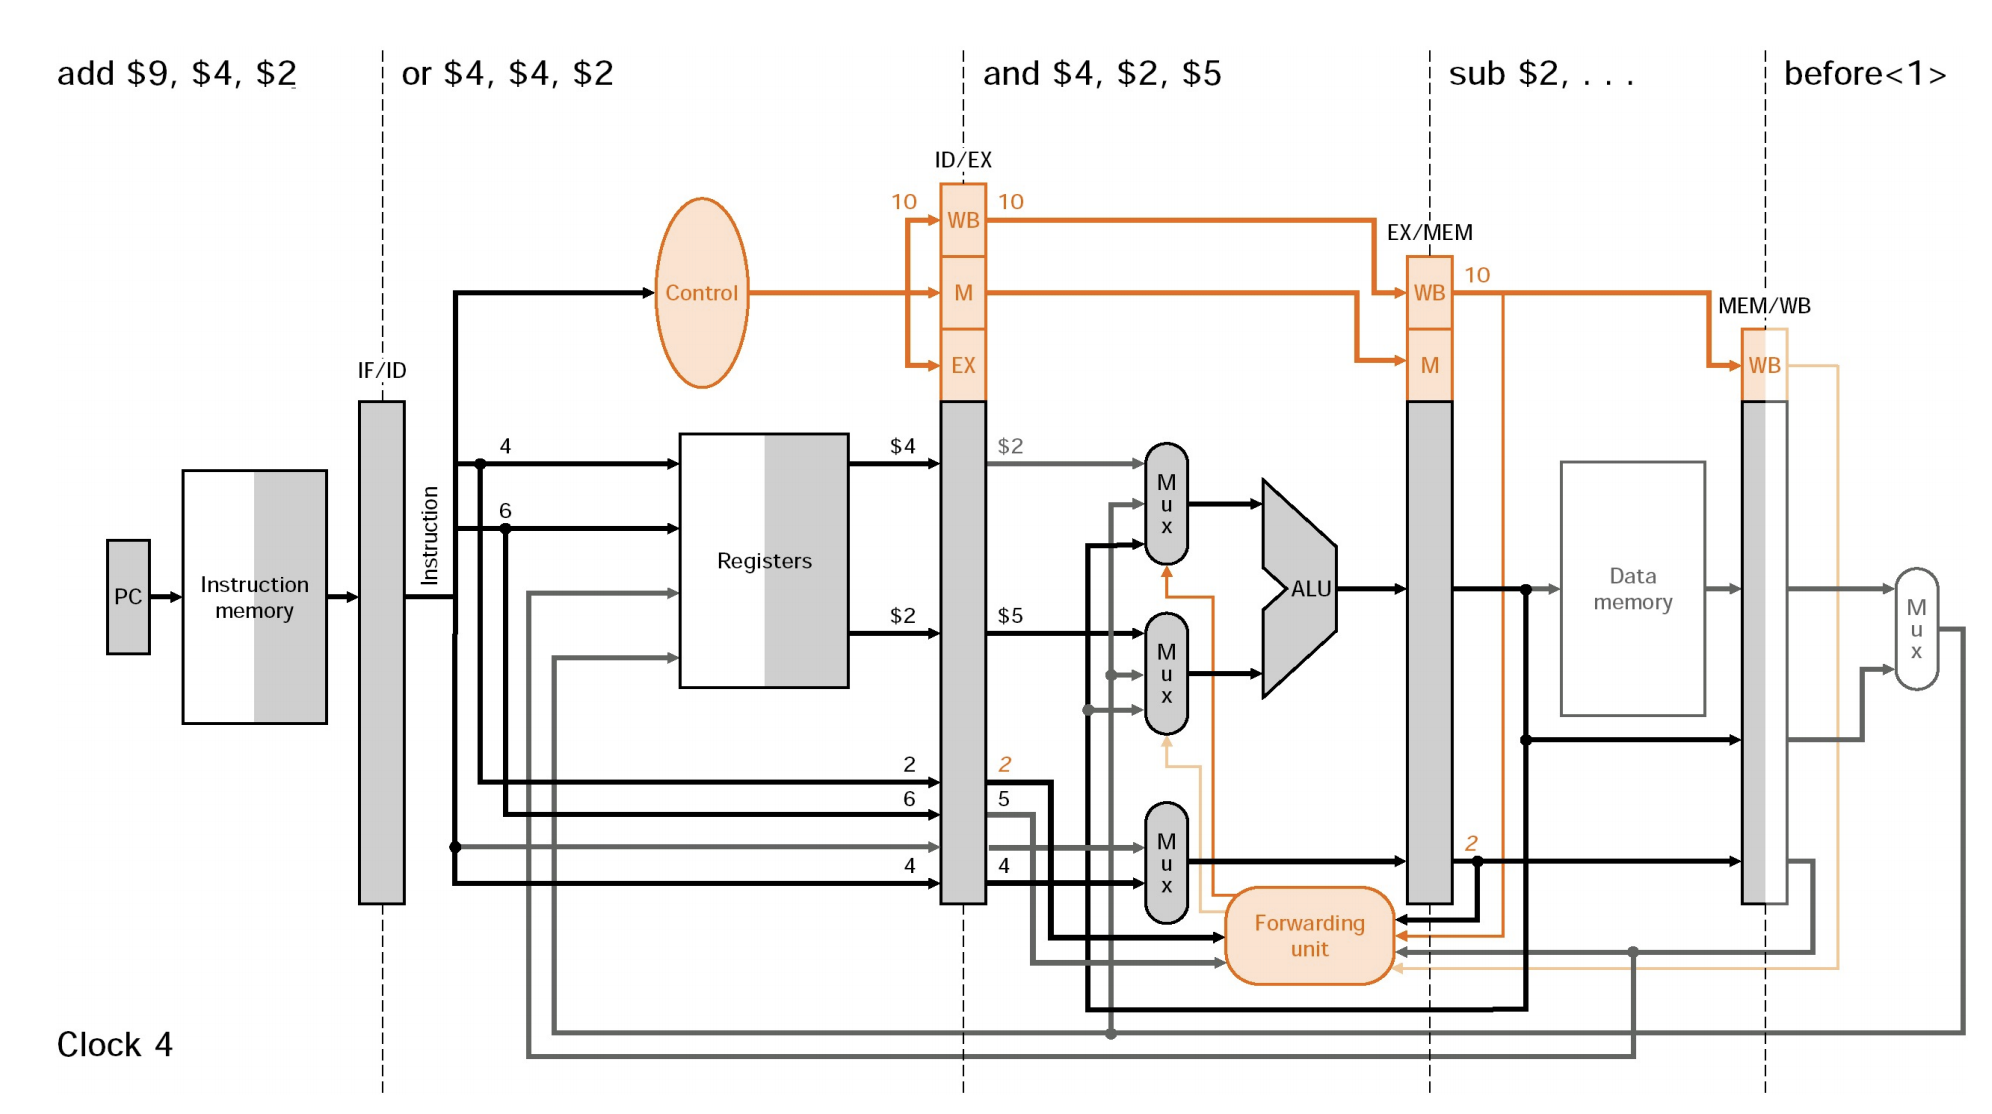 add $9, $4, $2
or $4, $4, $2
and $4, $2, $5
sub $2, . . .
before<1>
ID/EX
10
WB
10
EX/MEM
Control
M
WB
10
MEM/WB
EX
M
WB
IF/ID
4
$4
$2
M
u
x
Instruction
6
Registers
ALU
Data
memory
PC
Instruction
memory
$2
$5
M
u
x
M
u
x
2
2
6
5
4
4
M
u
x
2
Forwarding
unit
Clock 4